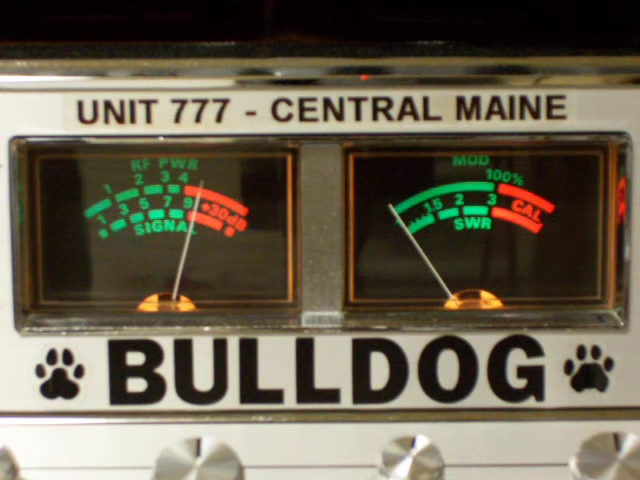 UNIT 777 - CENTRAL MAINE
RF PWR
1 2 3 4
1 3 5 7 9 +30dB
SIGNAL
MOD
100%
1.5 2 3 CAL
SWR
BULLDOG